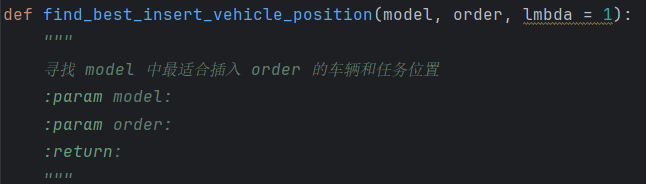 def find_best_insert_vehicle_position(model, order, lmbda = 1):
"""
寻找 model 中最适合插入 order 的车辆和任务位置
:param model:
:param order:
:return:
"""